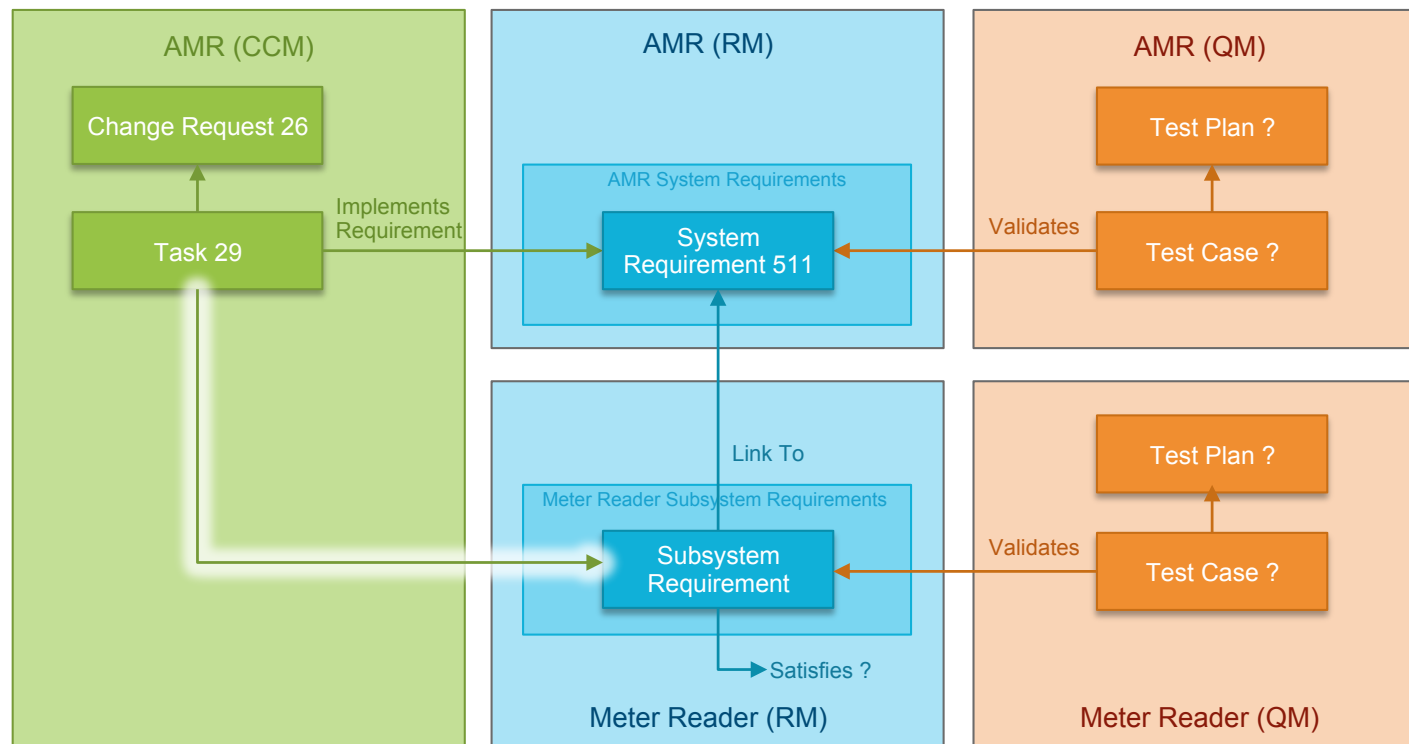 AMR (CCM)
AMR (RM)
AMR (QM)
Change Request 26
Test Plan ?
AMR System Requirements
Implements
Requirement
Task 29
System
Requirement 511
Validates
Test Case ?
Link To
Test Plan ?
Meter Reader Subsystem Requirements
Subsystem
Requirement
Validates
Test Case ?
Satisfies ?
Meter Reader (RM)
Meter Reader (QM)